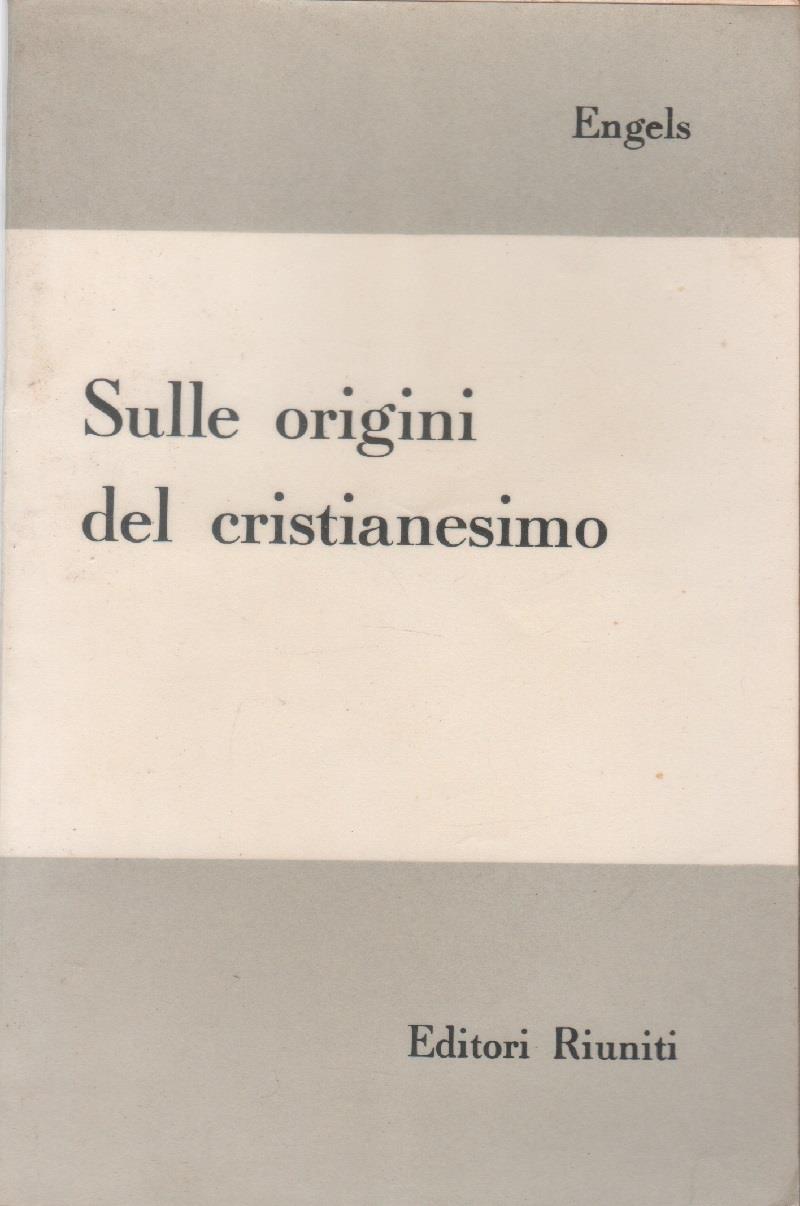 Engels
Sulle origini
del cristianesimo
Editori Riuniti